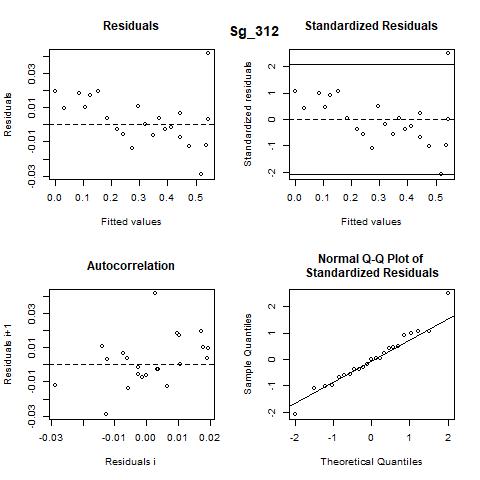 Sg_312
Residuals
Residuals
-0.03 -0.01 0.01 0.03
0.0 0.1 0.2 0.3 0.4 0.5
Fitted values
Standardized Residuals
Standardized residuals
-2 -1 0 1 2
0.0 0.1 0.2 0.3 0.4 0.5
Fitted values
Autocorrelation
Residuals i+1
-0.03 -0.01 0.01 0.03
-0.03 -0.01 0.00 0.01 0.02
Residuals i
Normal Q-Q Plot of
Standardized Residuals
Sample Quantiles
-2 -1 0 1 2
-2 -1 0 1 2
Theoretical Quantiles